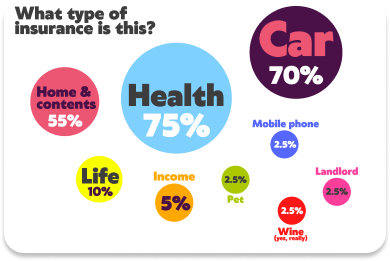 What type of
insurance is this?
Car
70%
Home &
contents
55%
Health
75%
Mobile phone
2.5%
Life
10%
Income
5%
2.5%
Pet
Landlord
2.5%
2.5%
Wine
(yes, really)